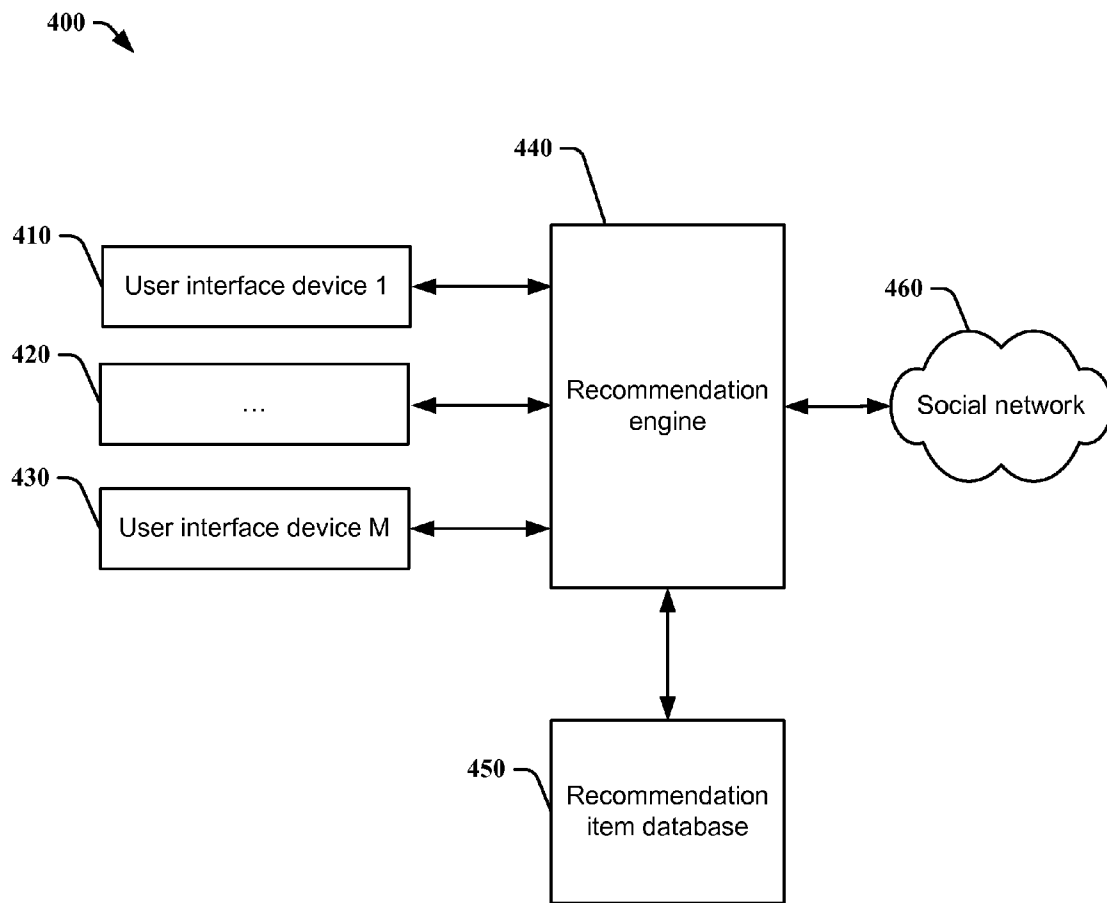 400
440
410
User interface device 1
460
420
...
Recommendation
engine
Social network
430
User interface device M
450
Recommendation
item database